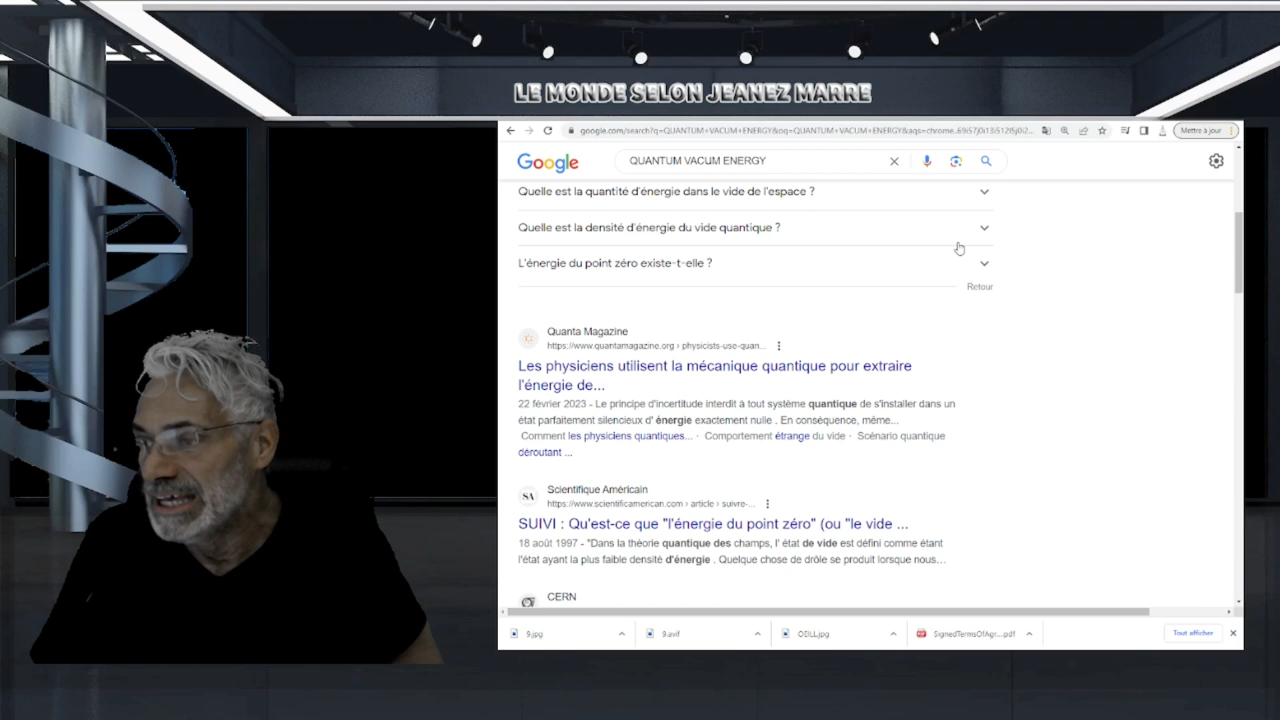 LE MONDE SELON JEANEZ MARRE
google.com/search?q=QUANTUM+VACUM+ENERGY&oq=QUANTUM+VACUM+ENERGY&aqs=chrome..69i57j0i13i512l5j0i2...
Mettre à jour
Google
QUANTUM VACUM ENERGY
Quelle est la quantité d'énergie dans le vide de l'espace ?
Quelle est la densité d'énergie du vide quantique ?
L'énergie du point zéro existe-t-elle ?
Retour
Quanta Magazine
https://www.quantamagazine.org › physicists-use-quan...
Les physiciens utilisent la mécanique quantique pour extraire
l'énergie de...
22 février 2023 - Le principe d'incertitude interdit à tout système quantique de s'installer dans un
état parfaitement silencieux d' énergie exactement nulle . En conséquence, même...
Comment les physiciens quantiques... · Comportement étrange du vide · Scénario quantique
déroutant ...
SA
Scientifique Américain
https://www.scientificamerican.com › article › suivre-...
SUIVI : Qu'est-ce que "l'énergie du point zéro" (ou "le vide ...
18 août 1997 - "Dans la théorie quantique des champs, l' état de vide est défini comme étant
l'état ayant la plus faible densité d'énergie . Quelque chose de drôle se produit lorsque nous...
CERN
9.jpg
9.avif
OEILL.jpg
SignedTermsOfAgr....pdf
Tout afficher